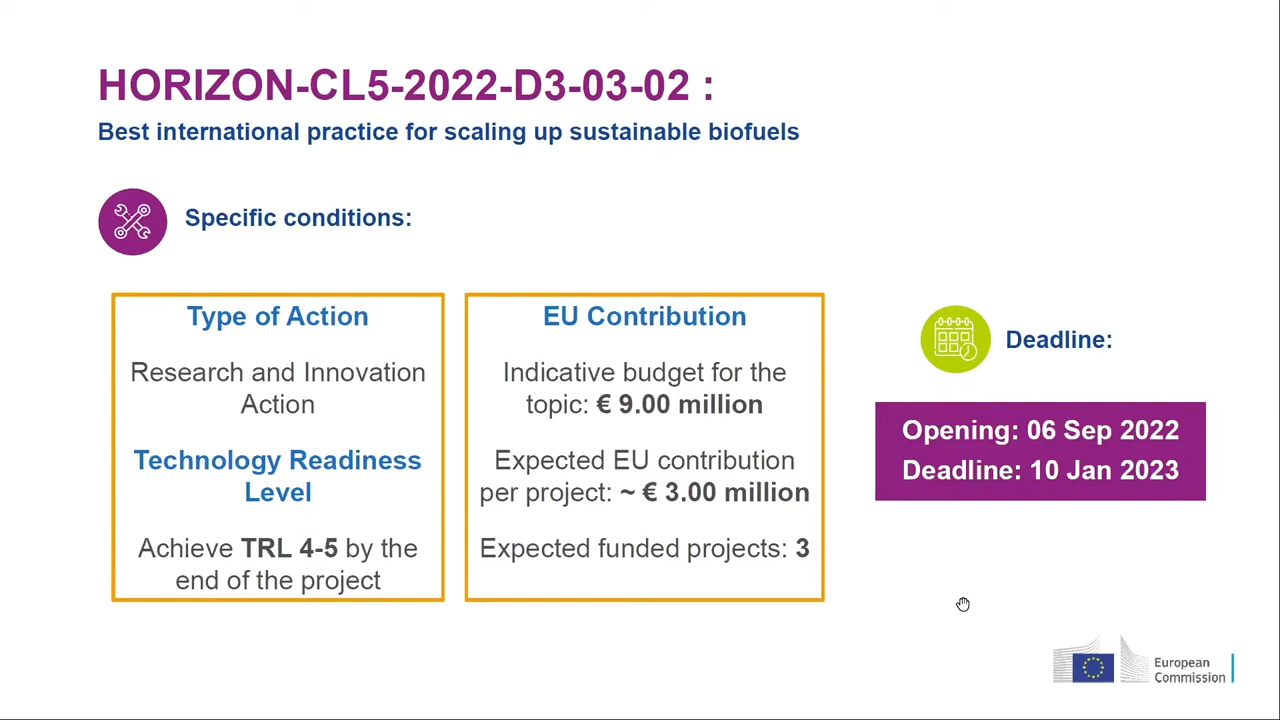 HORIZON-CL5-2022-D3-03-02 :
Best international practice for scaling up sustainable biofuels
Specific conditions:
Type of Action
Research and Innovation
Action
Technology Readiness
Level
Achieve TRL 4-5 by the
end of the project
EU Contribution
Indicative budget for the
topic: € 9.00 million
Expected EU contribution
per project: ~ € 3.00 million
Expected funded projects: 3
Deadline:
Opening: 06 Sep 2022
Deadline: 10 Jan 2023
European
Commission